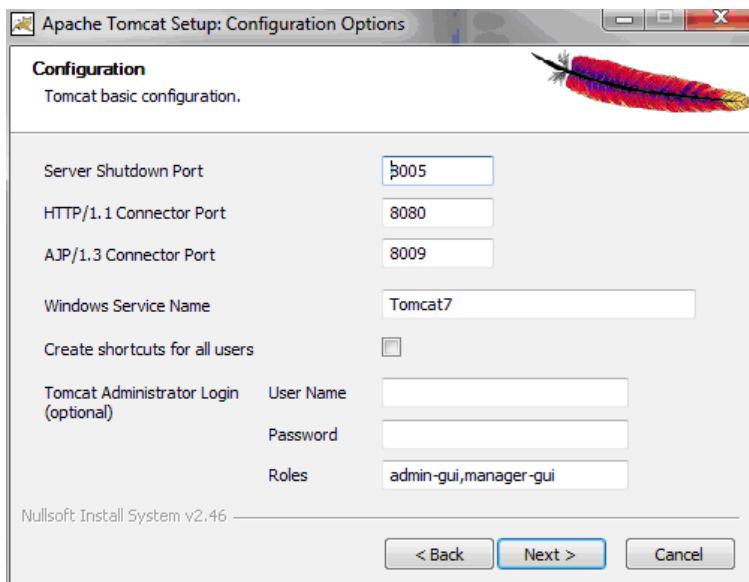 Apache Tomcat Setup: Configuration Options
Configuration
Tomcat basic configuration.
Server Shutdown Port 8005
HTTP/1.1 Connector Port 8080
AJP/1.3 Connector Port 8009
Windows Service Name Tomcat7
Create shortcuts for all users
Tomcat Administrator Login User Name
(optional)
Password
Roles admin-gui,manager-gui
Nullsoft Install System v2.46
< Back Next > Cancel